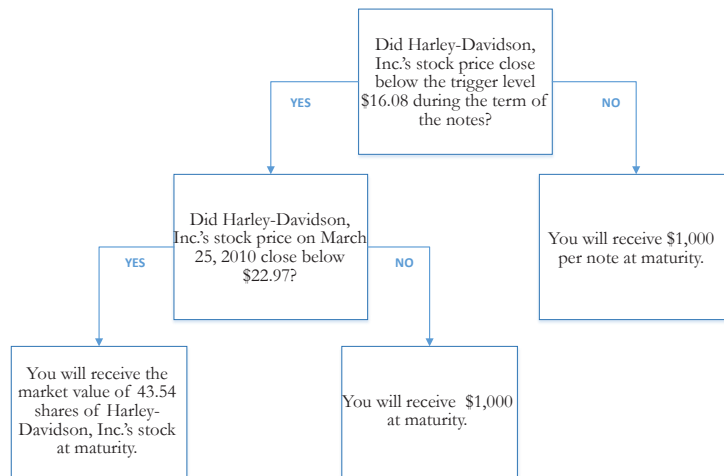 Did Harley-Davidson,
Inc.'s stock price close
below the trigger level
$16.08 during the term of
the notes?
YES
NO
Did Harley-Davidson,
Inc.'s stock price on March
25, 2010 close below
$22.97?
You will receive $1,000
per note at maturity.
YES
NO
You will receive the
market value of 43.54
shares of Harley-
Davidson, Inc.'s stock
at maturity.
You will receive $1,000
at maturity.